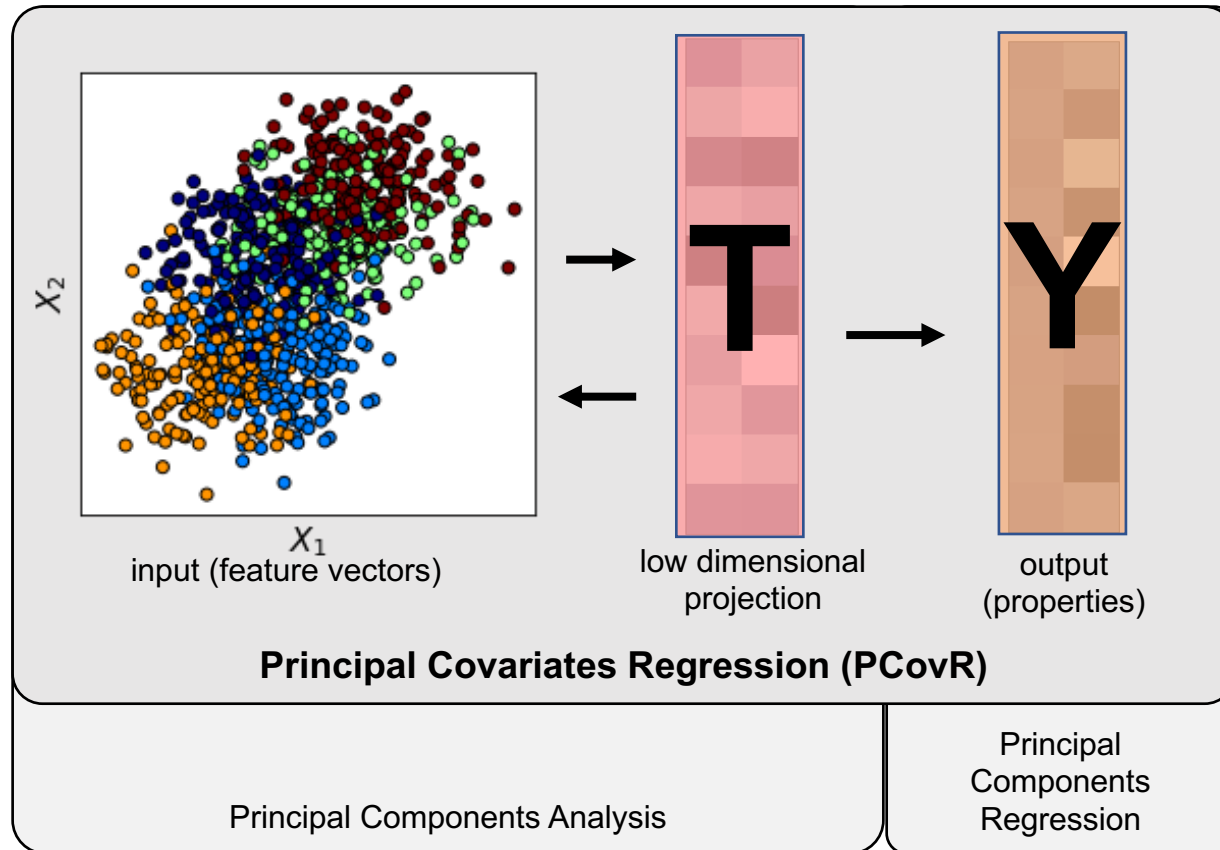 X2
X1
input (feature vectors)
T
low dimensional
projection
Y
output
(properties)
Principal Covariates Regression (PCovR)
Principal Components Analysis
Principal
Components
Regression